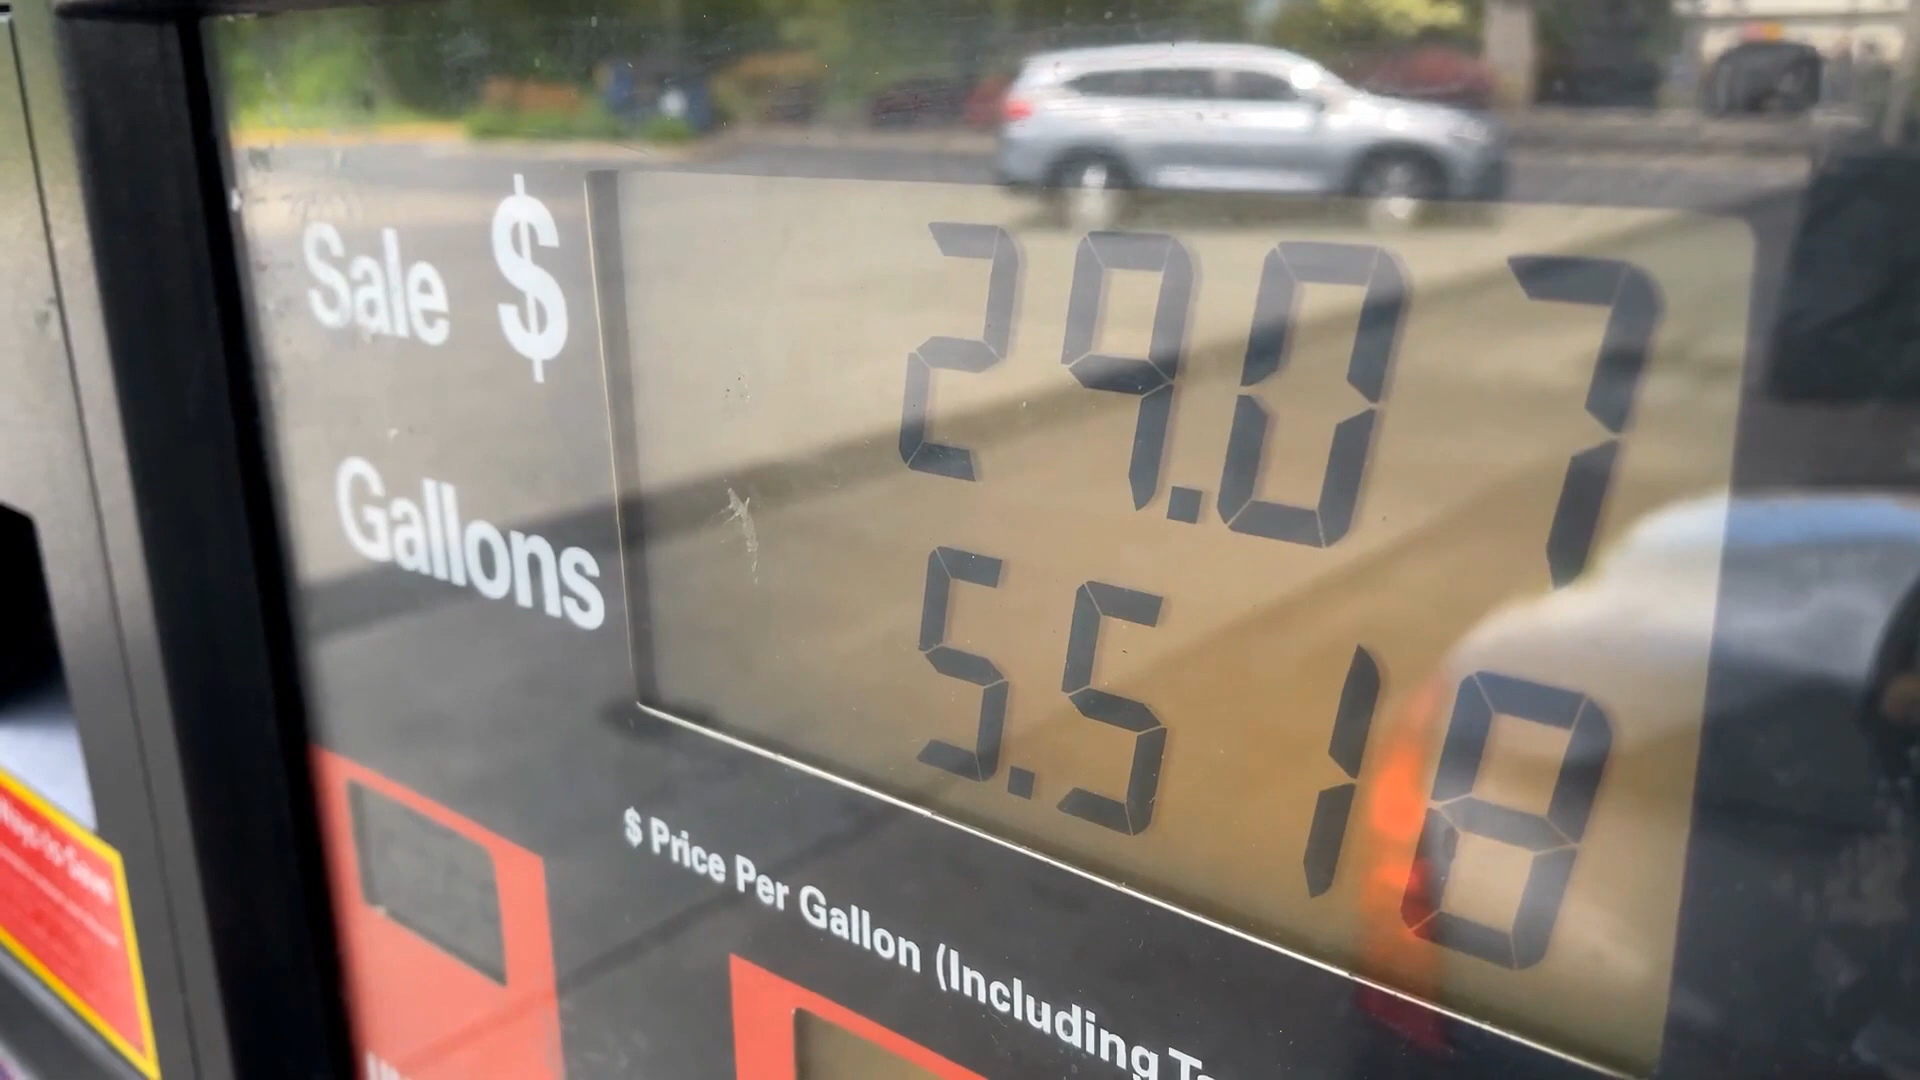 Sale $ 29.07
Gallons 5.518
$ Price Per Gallon (Including